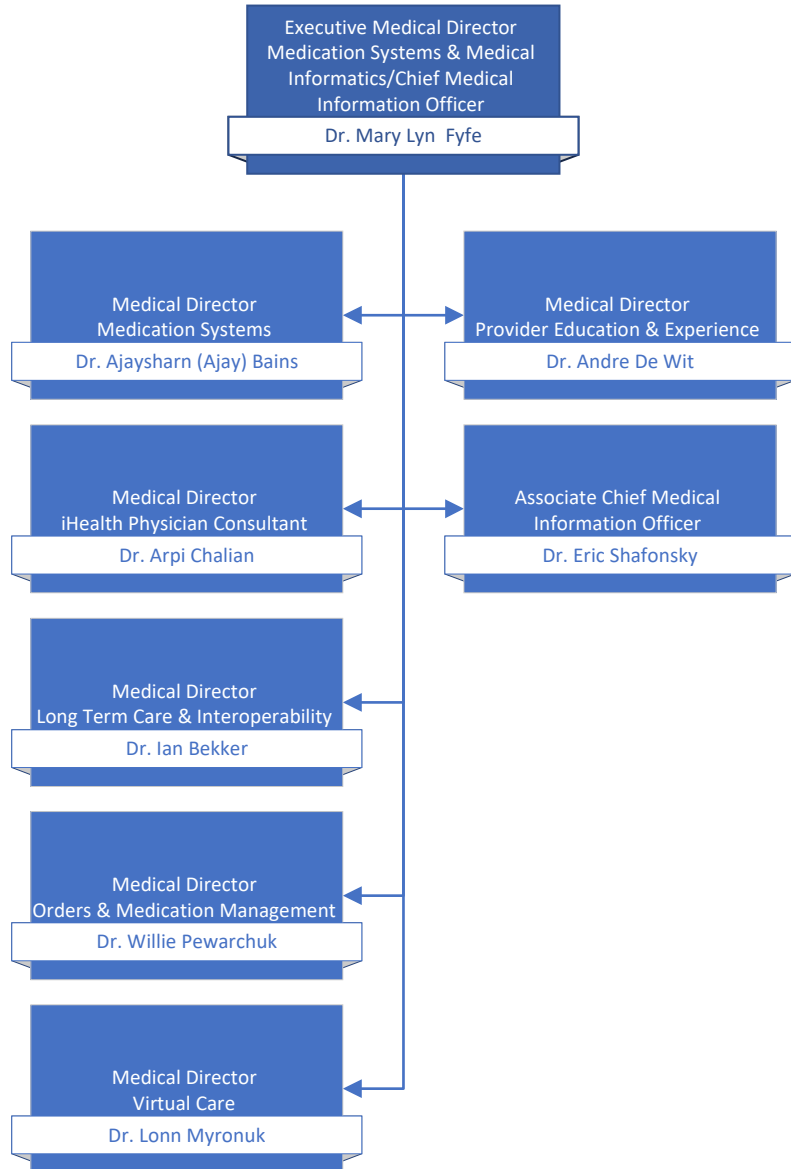 Executive Medical Director
Medication Systems & Medical
Informatics/Chief Medical
Information Officer
Dr. Mary Lyn Fyfe
Medical Director
Medication Systems
Dr. Ajaysharn (Ajay) Bains
Medical Director
Provider Education & Experience
Dr. Andre De Wit
Medical Director
iHealth Physician Consultant
Dr. Arpi Chalian
Associate Chief Medical
Information Officer
Dr. Eric Shafonsky
Medical Director
Long Term Care & Interoperability
Dr. Ian Bekker
Medical Director
Orders & Medication Management
Dr. Willie Pewarchuk
Medical Director
Virtual Care
Dr. Lonn Myronuk